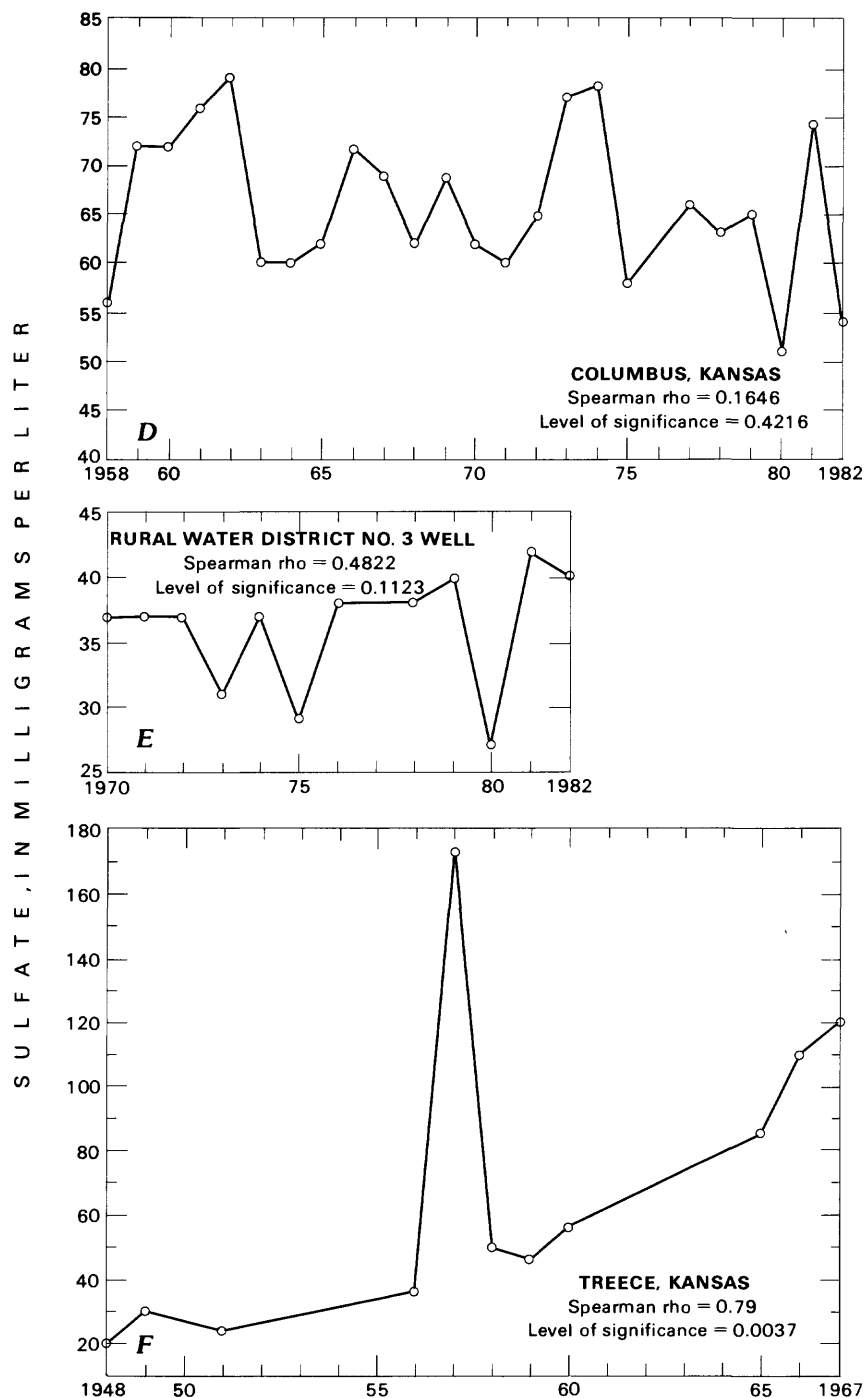 SULFATE, IN MILLIGRAMS PER LITER
85
80
75
70
65
60
55
50
45
40
D
COLUMBUS, KANSAS
Spearman rho = 0.1646
Level of significance = 0.4216
1958 60 65 70 75 80 1982
45
40
35
30
25
RURAL WATER DISTRICT NO. 3 WELL
Spearman rho = 0.4822
Level of significance = 0.1123
E
1970 75 80 1982
180
160
140
120
100
80
60
40
20
F
TREECE, KANSAS
Spearman rho = 0.79
Level of significance = 0.0037
1948 50 55 60 65 1967